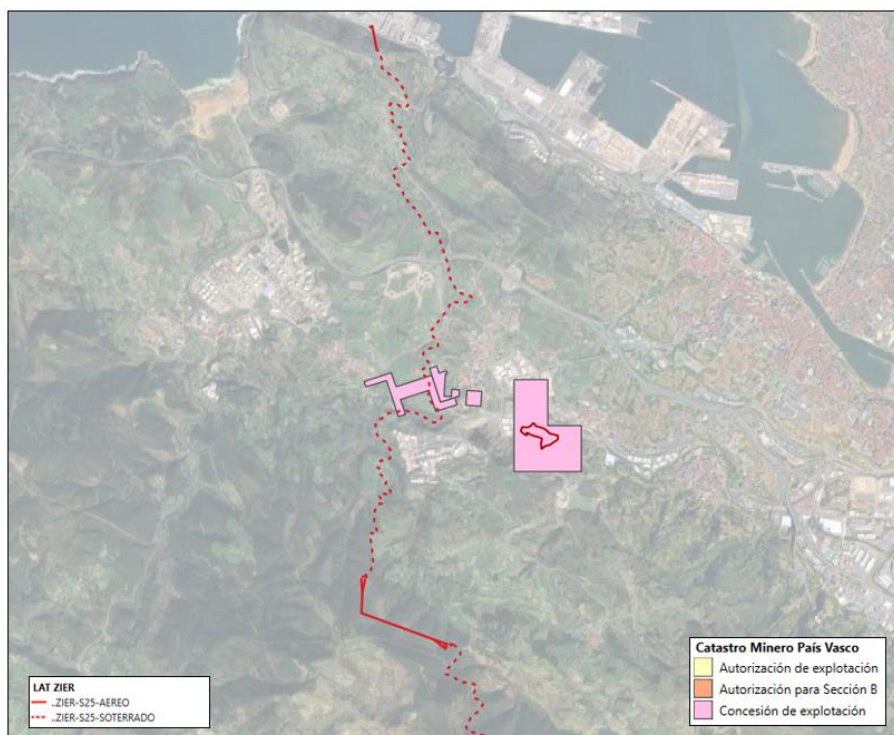 Catastro Minero País Vasco
Autorización de explotación
Autorización para Sección B
Concesión de explotación
LAT ZIER
..ZIER-S25-AEREO
..ZIER-S25-SOTERRADO